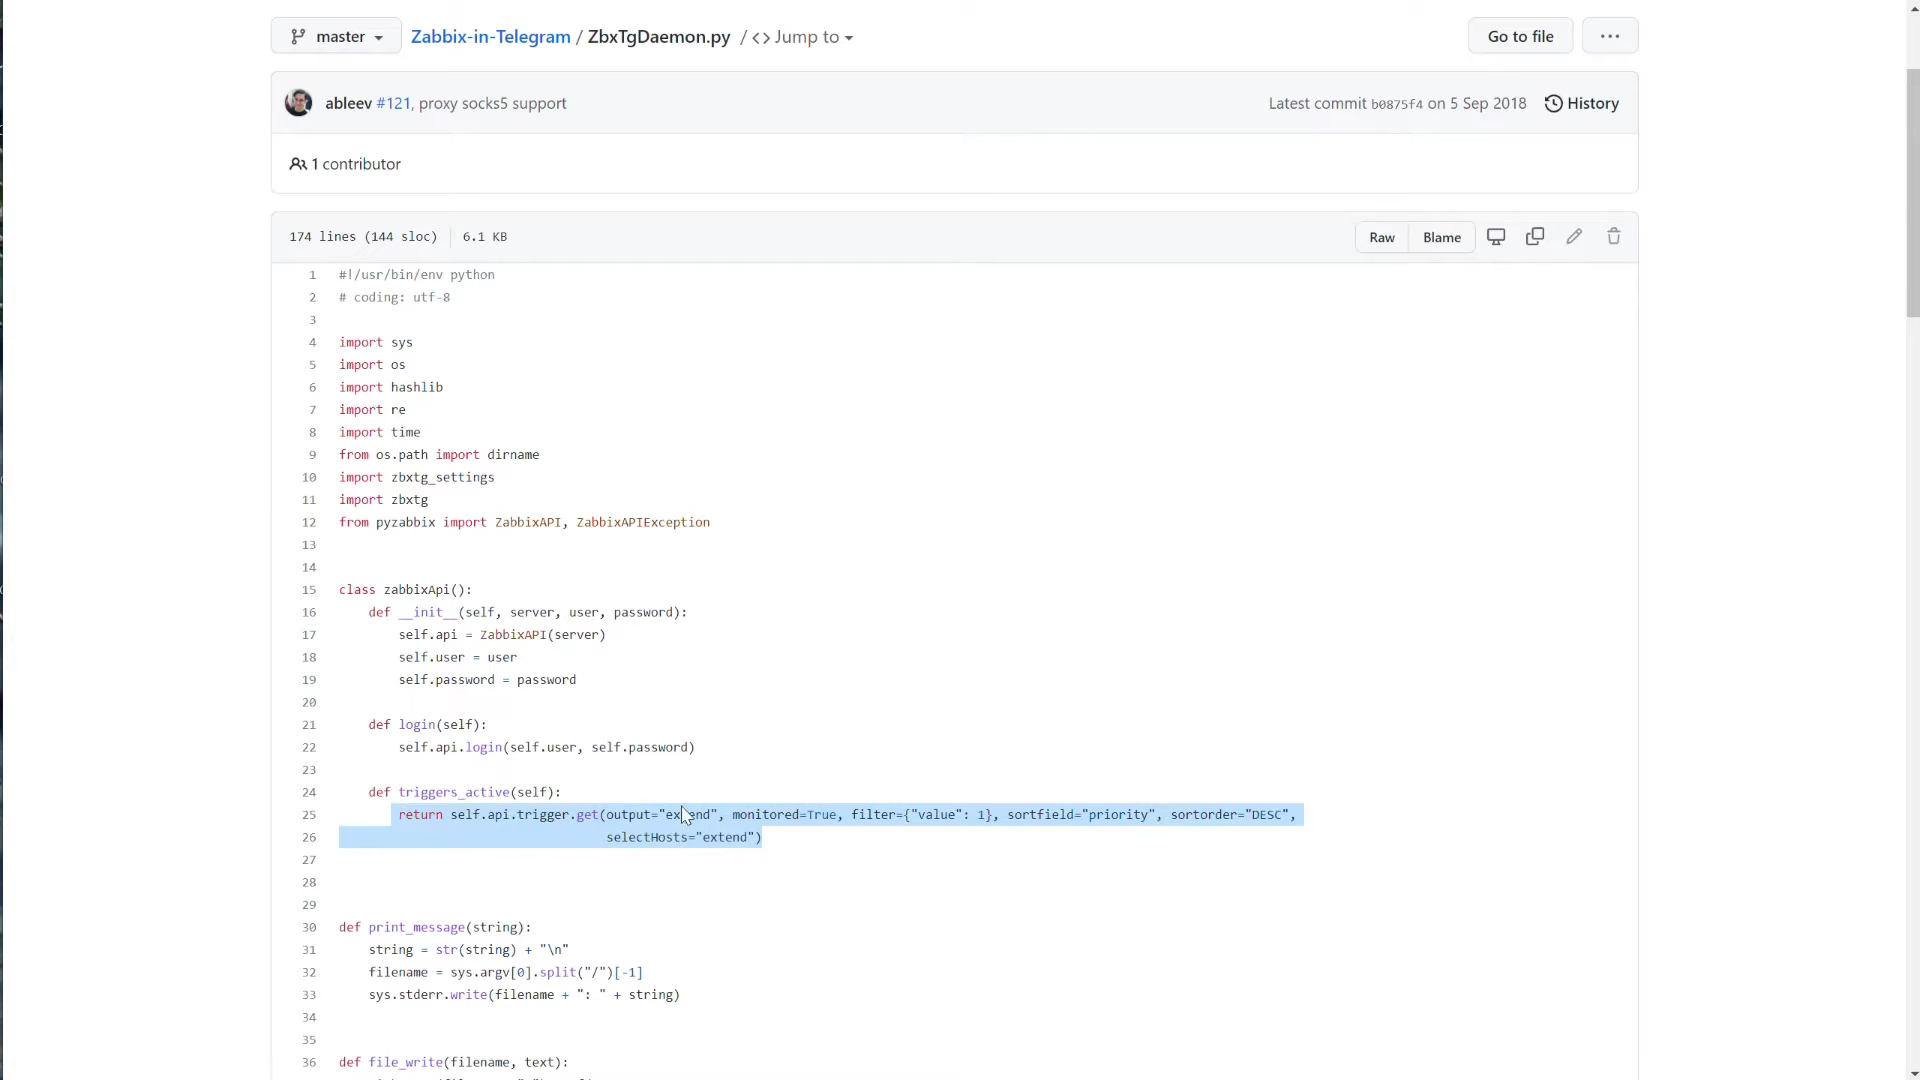 master Zabbix-in-Telegram / ZbxTgDaemon.py / <> Jump to Go to file ...
ableev #121, proxy socks5 support Latest commit b0875f4 on 5 Sep 2018 History
1 contributor
174 lines (144 sloc) 6.1 KB Raw Blame
1 #!/usr/bin/env python
2 # coding: utf-8
3
4 import sys
5 import os
6 import hashlib
7 import re
8 import time
9 from os.path import dirname
10 import zbxtg_settings
11 import zbxtg
12 from pyzabbix import ZabbixAPI, ZabbixAPIException
13
14
15 class zabbixApi():
16 def __init__(self, server, user, password):
17 self.api = ZabbixAPI(server)
18 self.user = user
19 self.password = password
20
21 def login(self):
22 self.api.login(self.user, self.password)
23
24 def triggers_active(self):
25 return self.api.trigger.get(output="extend", monitored=True, filter={"value": 1}, sortfield="priority", sortorder="DESC",
26 selectHosts="extend")
27
28
29
30 def print_message(string):
31 string = str(string) + "\n"
32 filename = sys.argv[0].split("/")[-1]
33 sys.stderr.write(filename + ": " + string)
34
35
36 def file_write(filename, text):